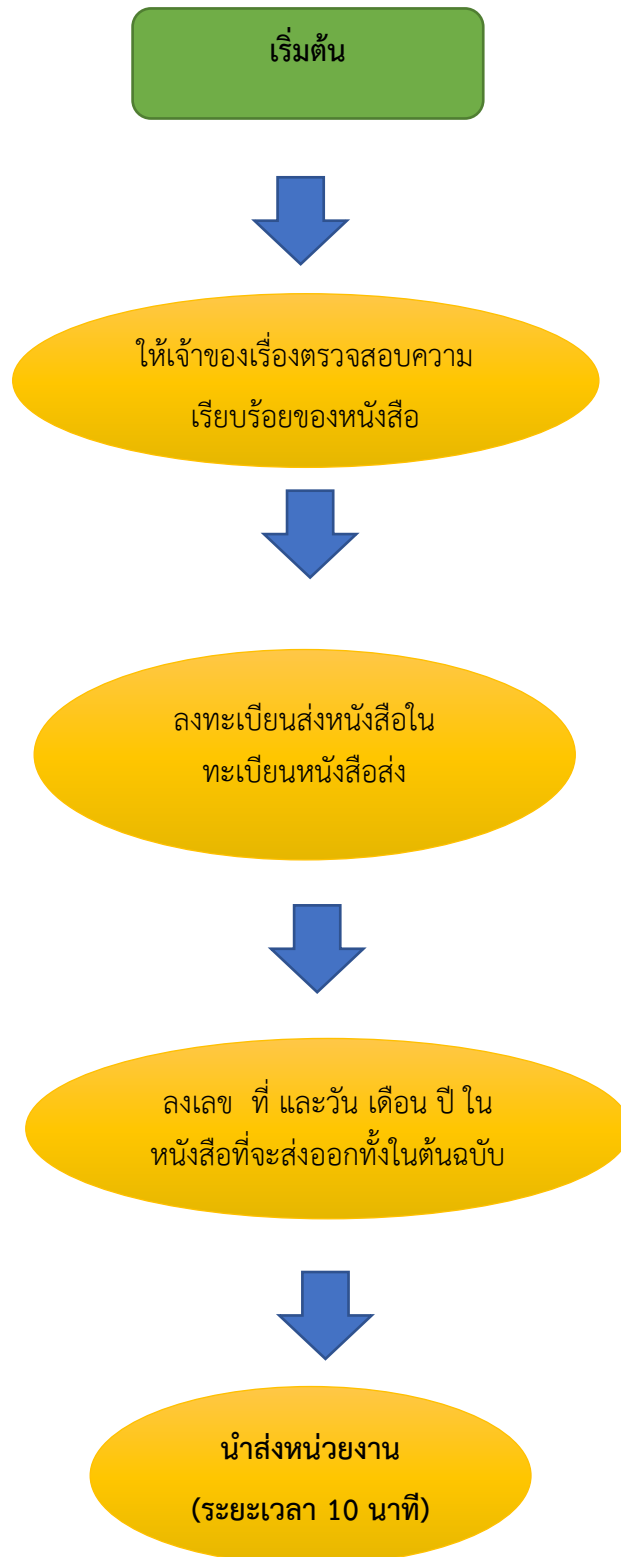 เริ่มต้น
ให้เจ้าของเรื่องตรวจสอบความ
เรียบร้อยของหนังสือ
ลงทะเบียนส่งหนังสือใน
ทะเบียนหนังสือส่ง
ลงเลข ที่ และวัน เดือน ปี ใน
หนังสือที่จะส่งออกทั้งในต้นฉบับ
นำส่งหน่วยงาน
(ระยะเวลา 10 นาที)